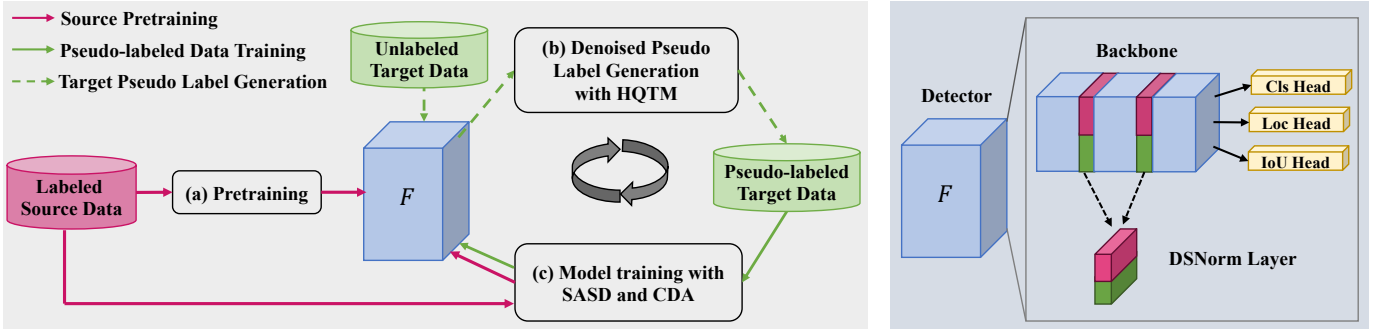 Source Pretraining
Pseudo-labeled Data Training
Target Pseudo Label Generation
Unlabeled
Target Data
(b) Denoised Pseudo
Label Generation
with HQTM
Labeled
Source Data
(a) Pretraining
F
Pseudo-labeled
Target Data
(c) Model training with
SASD and CDA
Detector
F
Backbone
Cls Head
Loc Head
IoU Head
DSNorm Layer